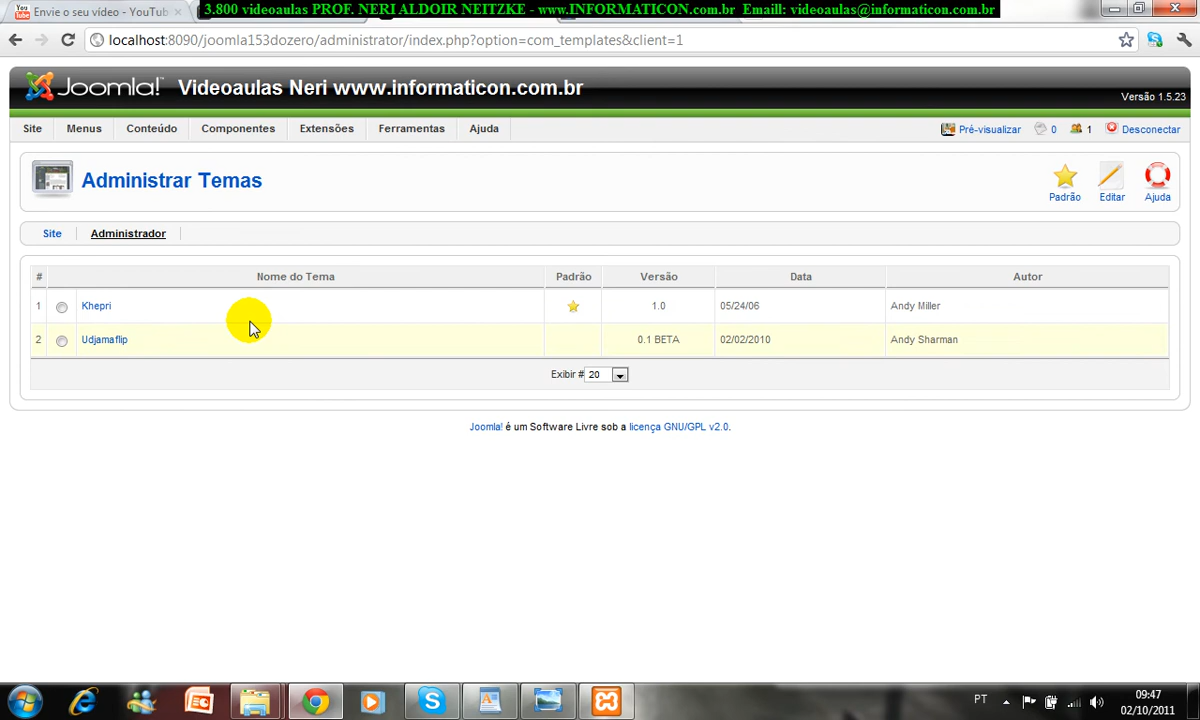 Envie o seu vídeo - YouTub
3.800 videoaulas PROF. NERI ALDOIR NEITZKE - www.INFORMATICON.com.br Emaill: videoaulas@informaticon.com.br
localhost:8090/joomla153dozero/administrator/index.php?option=com_templates&client=1
Joomla!™ Videoaulas Neri www.informaticon.com.br
Versão 1.5.23
Site Menus Conteúdo Componentes Extensões Ferramentas Ajuda Pré-visualizar 0 1 Desconectar
Administrar Temas
Padrão Editar Ajuda
Site Administrador
# Nome do Tema Padrão Versão Data Autor
1 Khepri 1.0 05/24/06 Andy Miller
2 Udjamaflip 0.1 BETA 02/02/2010 Andy Sharman
Exibir # 20
Joomla! é um Software Livre sob a licença GNU/GPL v2.0.
PT 09:47
02/10/2011